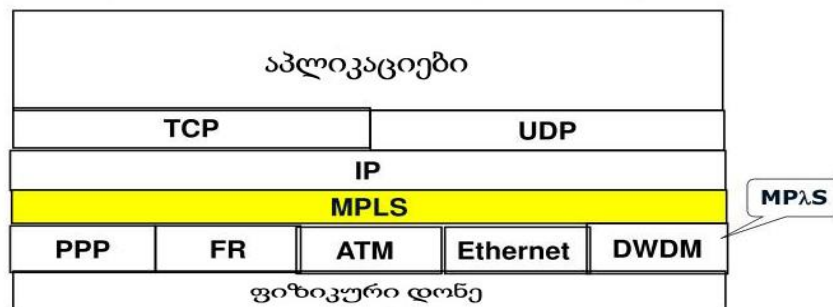 აპლიკაციები
TCP UDP
IP
MPLS
MPλS
PPP FR ATM Ethernet DWDM
ფიზიკური დონე